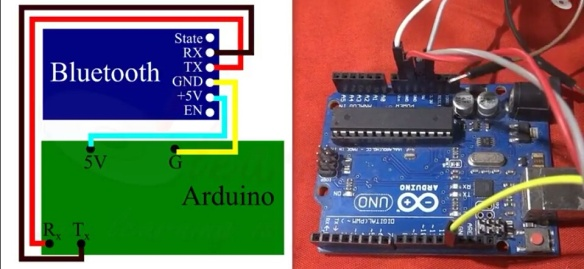 State
RX
Bluetooth
TX
GND
+5V
EN
5V
G
Arduino
Rx Tx
ARDUINO
UNO